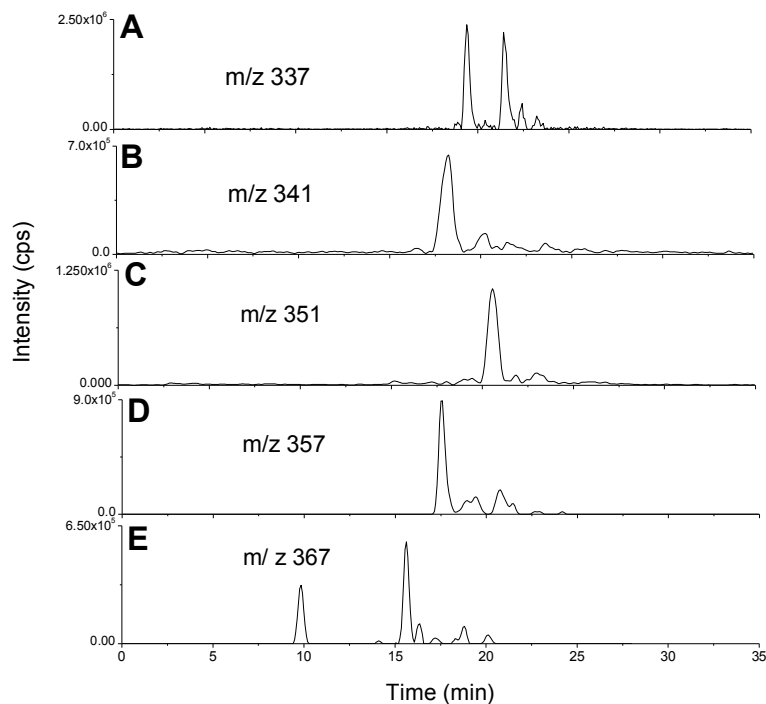 A
2.50x10⁶
m/z 337
0.00
B
7.0x10⁵
m/z 341
0.0
C
1.250x10⁶
m/z 351
0.000
D
9.0x10⁵
m/z 357
0.0
E
6.50x10⁵
m/ z 367
0.00
0 5 10 15 20 25 30 35
Time (min)
Intensity (cps)